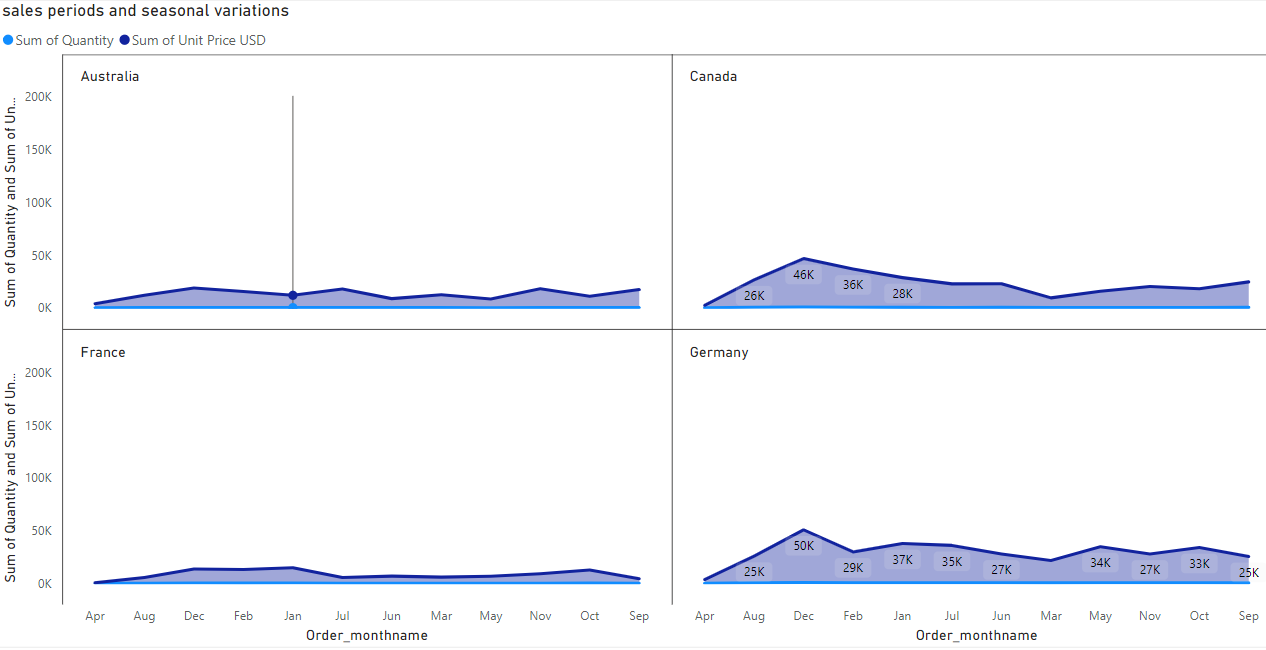 sales periods and seasonal variations
Sum of Quantity Sum of Unit Price USD
Australia
Canada
Sum of Quantity and Sum of Un...
200K
150K
100K
50K
0K
26K
46K
36K
28K
France
Germany
Sum of Quantity and Sum of Un...
200K
150K
100K
50K
0K
25K
50K
29K
37K
35K
27K
34K
27K
33K
25K
Apr Aug Dec Feb Jan Jul Jun Mar May Nov Oct Sep
Apr Aug Dec Feb Jan Jul Jun Mar May Nov Oct Sep
Order_monthname
Order_monthname